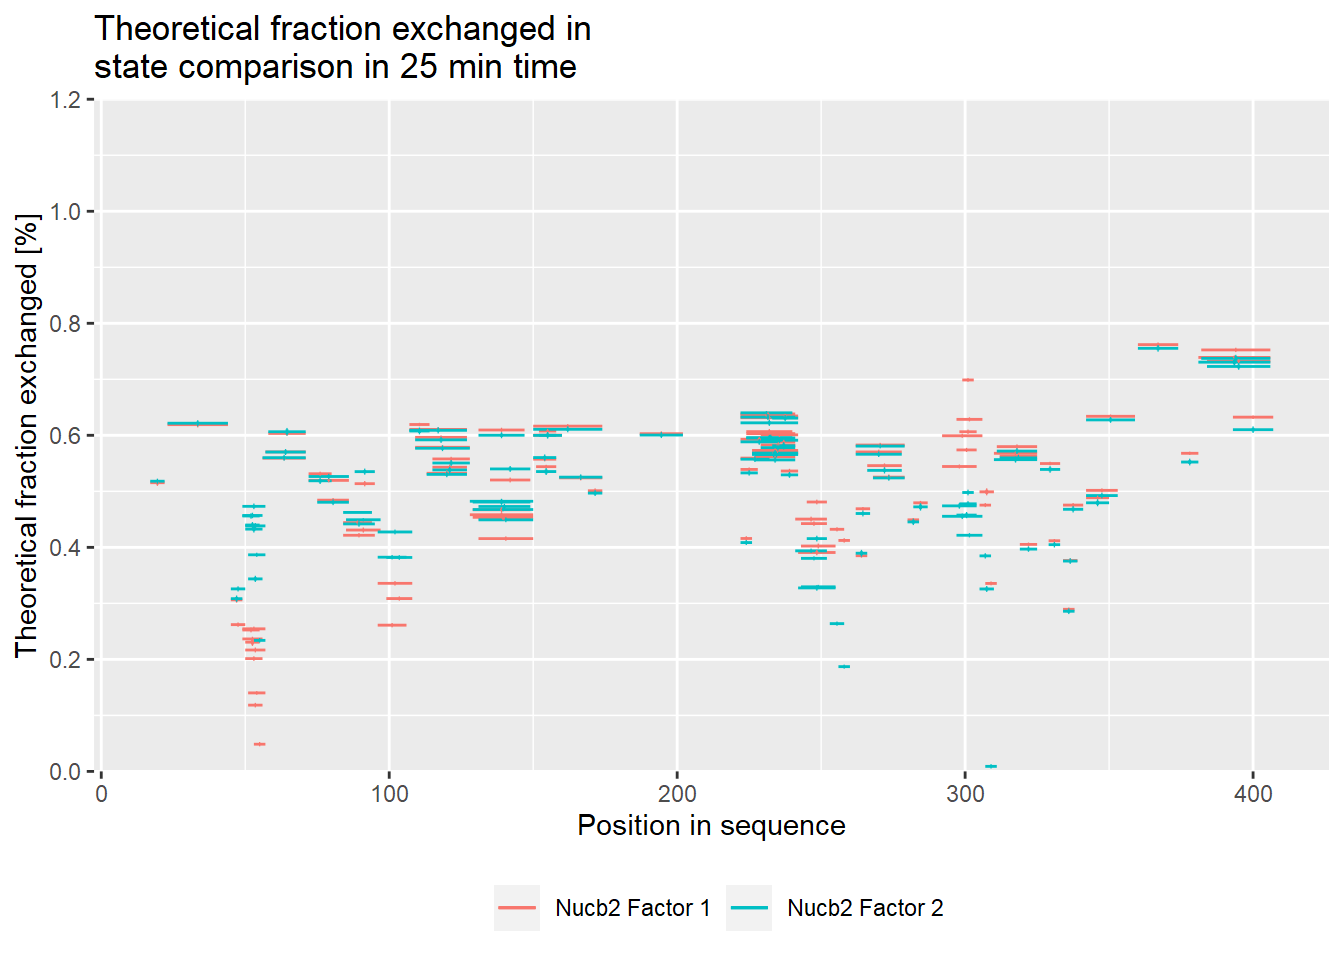 Theoretical fraction exchanged in
state comparison in 25 min time
Theoretical fraction exchanged [%]
1.2
1.0
0.8
0.6
0.4
0.2
0.0
0 100 200 300 400
Position in sequence
Nucb2 Factor 1 Nucb2 Factor 2